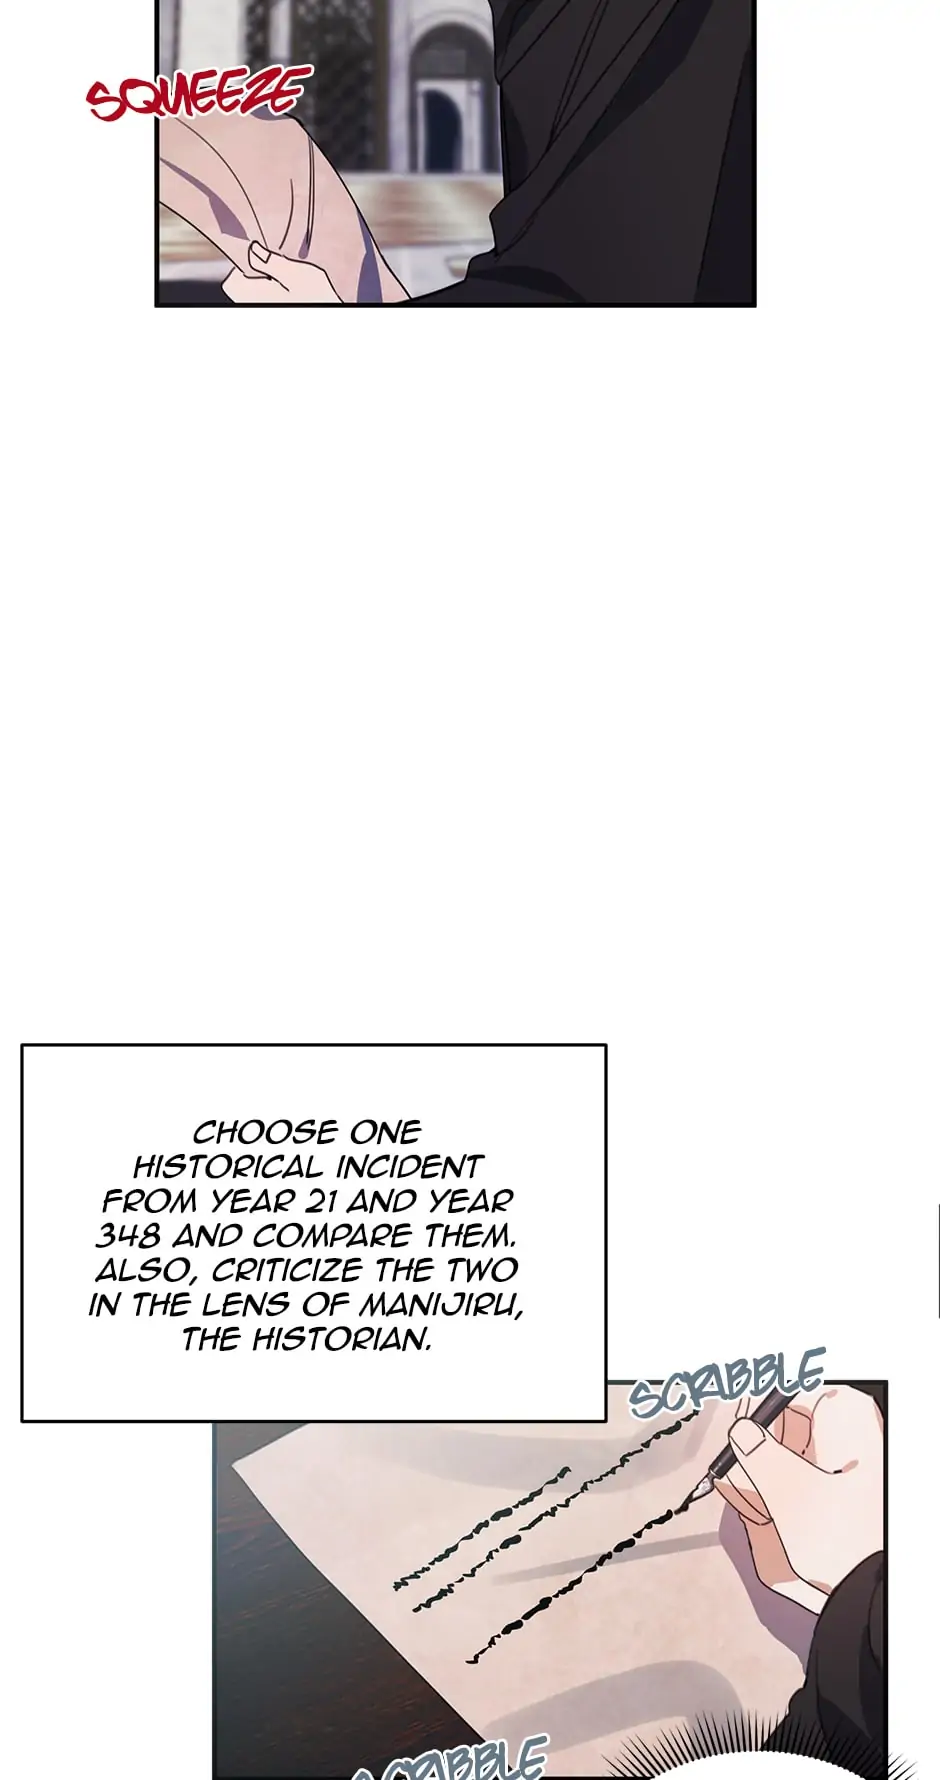 SQUEEZE
CHOOSE ONE
HISTORICAL INCIDENT
FROM YEAR 21 AND YEAR
348 AND COMPARE THEM.
ALSO, CRITICIZE THE TWO
IN THE LENS OF MANIJIRU,
THE HISTORIAN.
SCRIBBLE
SCRIBBLE